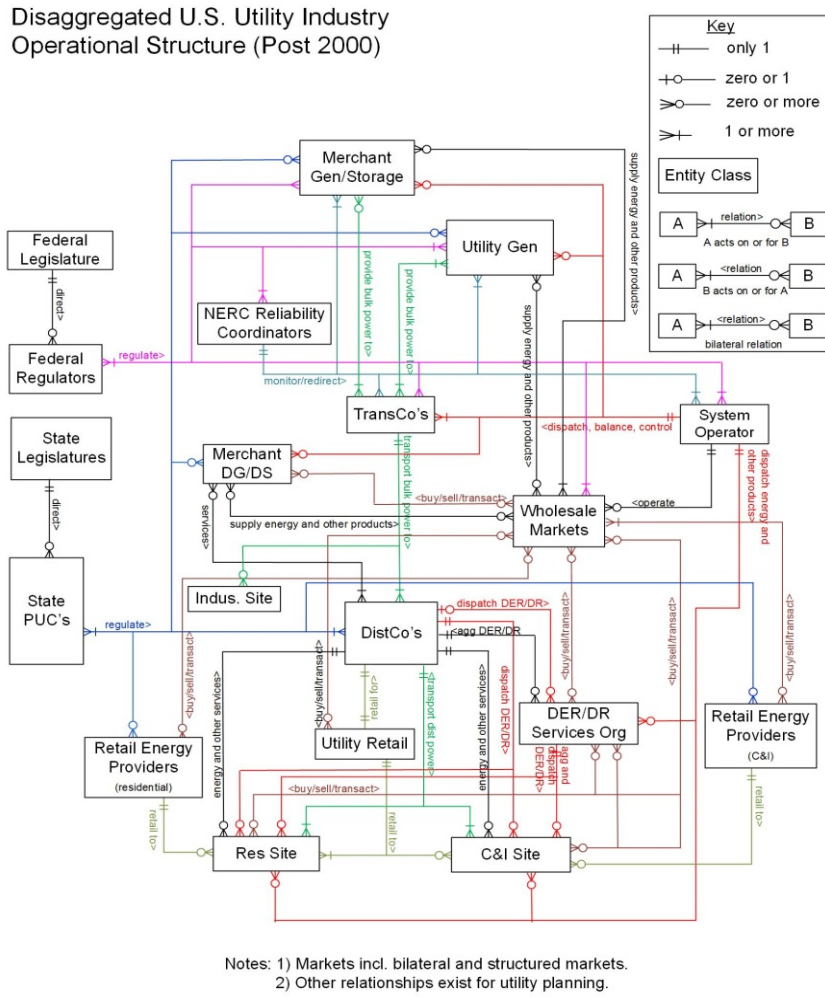 Disaggregated U.S. Utility Industry
Operational Structure (Post 2000)
Key
only 1
zero or 1
zero or more
1 or more
Entity Class
A
relation>
B
A acts on or for B
A
<relation
B
B acts on or for A
A
<relation>
B
bilateral relation
Merchant
Gen/Storage
supply energy and other products>
Utility Gen
Federal
Legislature
direct>
provide bulk power to>
provide bulk power to>
supply energy and other products>
NERC Reliability
Coordinators
Federal
Regulators
regulate>
monitor/redirect>
TransCo's
System
Operator
<dispatch, balance, control
State
Legislatures
direct>
Merchant
DG/DS
transport bulk power to>
dispatch energy and
other products>
<buy/sell/transact>
services>
supply energy and other products>
Wholesale
Markets
<operate
State
PUC's
Indus. Site
regulate>
DistCo's
dispatch DER/DR>
<agg DER/DR
<buy/sell/transact>
<buy/sell/transact>
<buy/sell/transact>
<buy/sell/transact>
<buy/sell/transact>
energy and other services>
retail for>
<transport dist power>
energy and other services>
dispatch DER/DR>
DER/DR
Services Org
Retail Energy
Providers
(C&I)
Retail Energy
Providers
(residential)
Utility Retail
agg and
dispatch
DER/DR>
<buy/sell/transact>
retail to>
retail to>
retail to>
Res Site
C&I Site
Notes: 1) Markets incl. bilateral and structured markets.
2) Other relationships exist for utility planning.